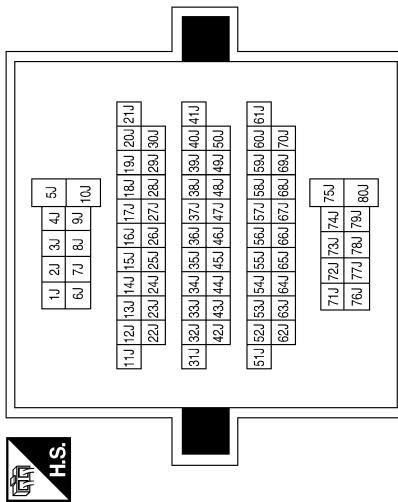 H.S.
1J 2J 3J 4J 5J
6J 7J 8J 9J 10J
11J 12J 13J 14J 15J 16J 17J 18J 19J 20J 21J
22J 23J 24J 25J 26J 27J 28J 29J 30J
31J 32J 33J 34J 35J 36J 37J 38J 39J 40J 41J
42J 43J 44J 45J 46J 47J 48J 49J 50J
51J 52J 53J 54J 55J 56J 57J 58J 59J 60J 61J
62J 63J 64J 65J 66J 67J 68J 69J 70J
71J 72J 73J 74J 75J
76J 77J 78J 79J 80J